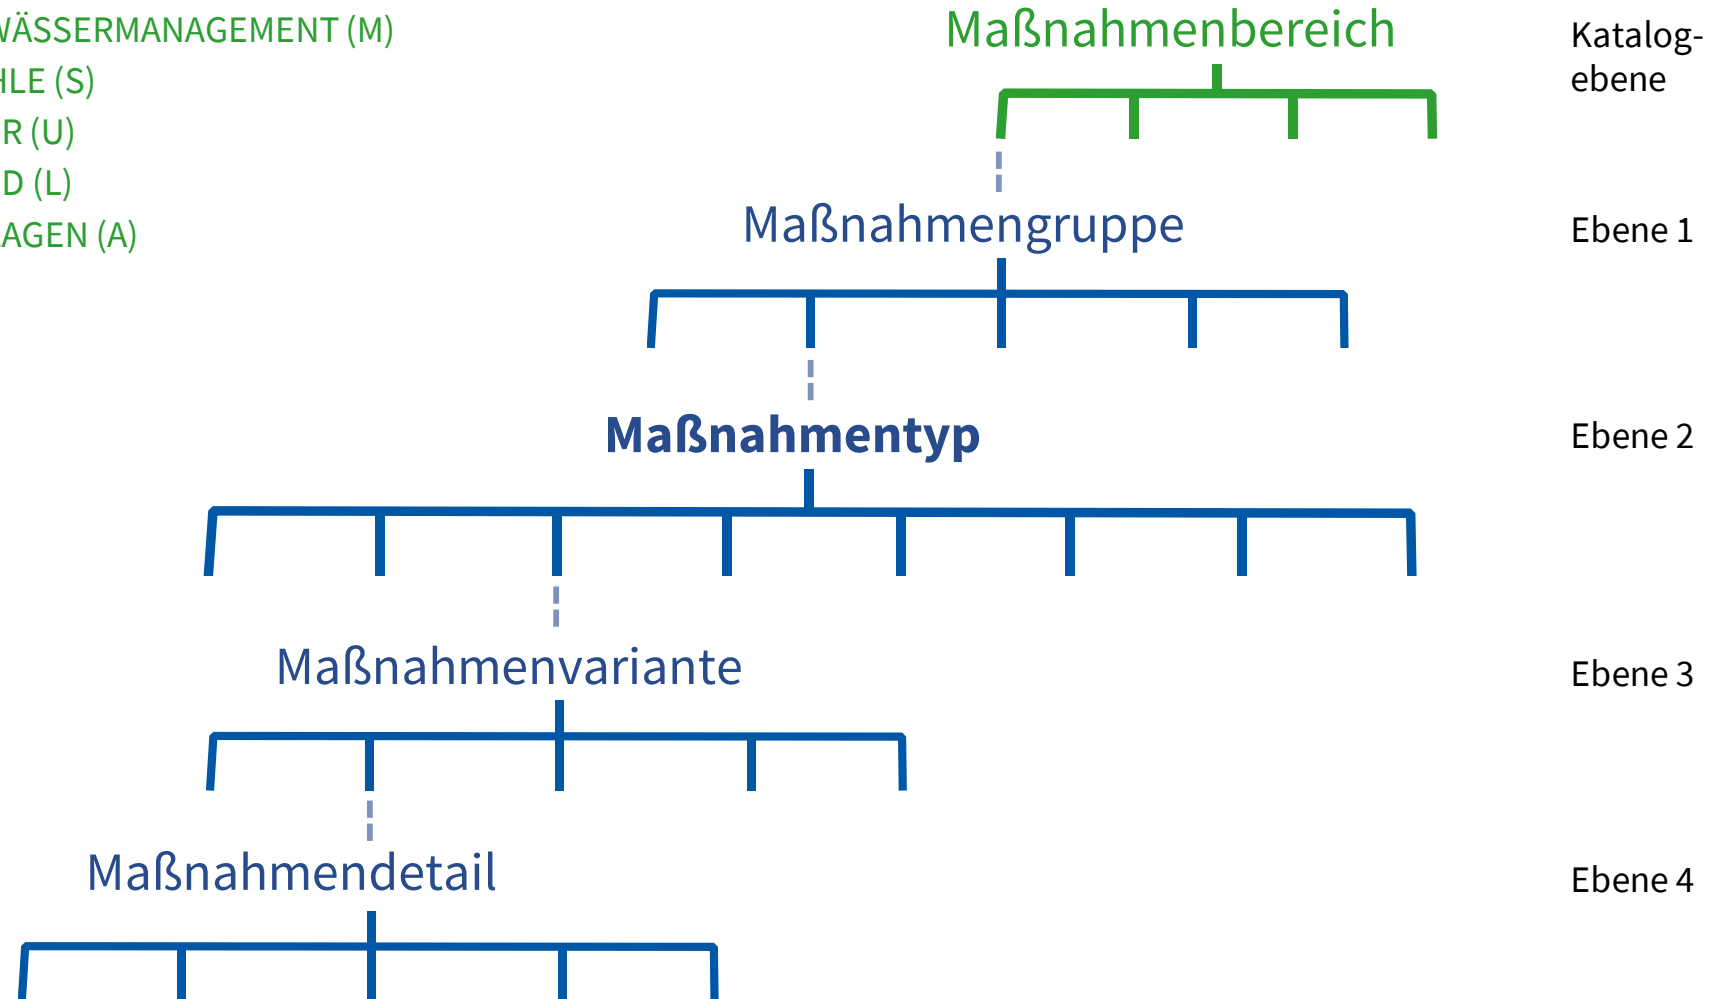 WÄSSERMANAGEMENT (M)
HLE (S)
R (U)
D (L)
AGEN (A)
Maßnahmenbereich
Katalog-
ebene
Maßnahmengruppe
Ebene 1
Maßnahmentyp
Ebene 2
Maßnahmenvariante
Ebene 3
Maßnahmendetail
Ebene 4